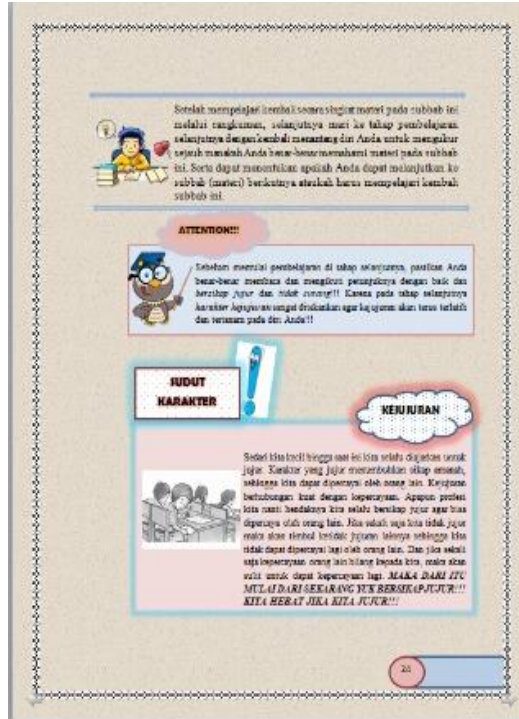 Setelah mempelajari kembali secara singkat materi pada subbab ini
melalui rangkuman, selanjutnya mari ke tahap pembelajaran
selanjutnya dengan kembali menantang diri Anda untuk mengukur
sejauh manakah Anda benar-benar memahami materi pada subbab
ini. Serta dapat menentukan apakah Anda dapat melanjutkan ke
subbab (materi) berikutnya ataukah harus mempelajari kembali
subbab ini.
ATTENTION!!!
Sebelum memulai pembelajaran di tahap selanjutnya, pastikan Anda
benar-benar membaca dan mengikuti petunjuknya dengan baik dan
bersikap jujur dan tidak curang!!! Karena pada tahap selanjutnya
karakter kejujuran sangat ditekankan agar kejujuran akan terus terlatih
dan tertanam pada diri Anda!!!
SUDUT
KARAKTER
KEJUJURAN
Sedari kita kecil hingga saat ini kita selalu diajarkan untuk
jujur. Karakter yang jujur menumbuhkan sikap amanah,
sehingga kita dapat dipercayai oleh orang lain. Kejujuran
berhubungan kuat dengan kepercayaan. Apapun profesi
kita nanti hendaknya kita selalu bersikap jujur agar bisa
dipercaya oleh orang lain. Jika sekali saja kita tidak jujur
maka akan timbul ketidak jujuran lainnya sehingga kita
tidak dapat dipercayai lagi oleh orang lain. Dan jika sekali
saja kepercayaan orang lain hilang kepada kita, maka akan
sulit untuk dapat kepercayaan lagi. MAKA DARI ITU
MULAI DARI SEKARANG YUK BERSIKAP JUJUR!!!
KITA HEBAT JIKA KITA JUJUR!!!